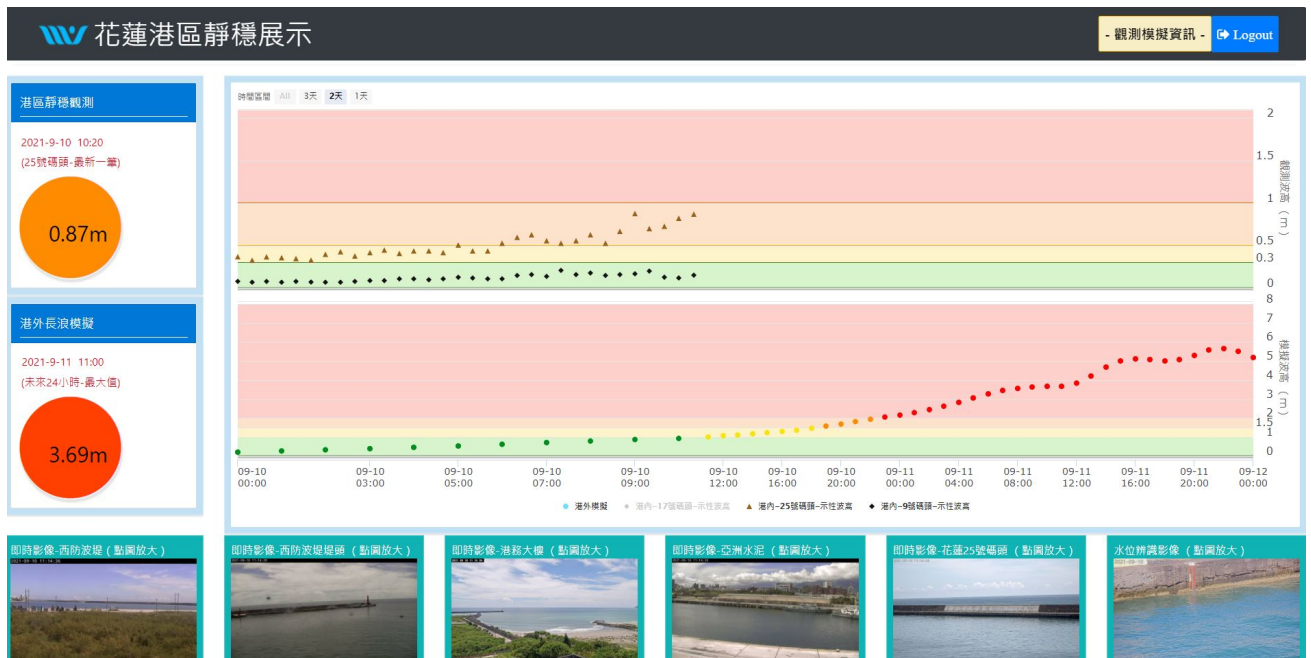 花蓮港區靜穩展示
- 觀測模擬資訊 -
Logout
港區靜穩觀測
2021-9-10 10:20
(25號碼頭-最新一筆)
0.87m
港外長浪模擬
2021-9-11 11:00
(未來24小時-最大值)
3.69m
時間區間 All 3天 2天 1天
2
1.5
1
0.5
0.3
0
觀測波高 (m)
8
7
6
5
4
3
2
1.5
1
0
模擬波高 (m)
09-10 09-10 09-10 09-10 09-10 09-10 09-10 09-10 09-11 09-11 09-11 09-11 09-11 09-11 09-12
00:00 03:00 05:00 07:00 09:00 12:00 16:00 20:00 00:00 04:00 08:00 12:00 16:00 20:00 00:00
港外模擬 港內-17號碼頭-示性波高 港內-25號碼頭-示性波高 港內-9號碼頭-示性波高
即時影像-西防波堤 ( 點圖放大 )
即時影像-西防波堤堤頭 ( 點圖放大 )
即時影像-港務大樓 ( 點圖放大 )
即時影像-亞洲水泥 ( 點圖放大 )
即時影像-花蓮25號碼頭 ( 點圖放大 )
水位辨識影像 ( 點圖放大 )
2021-09-10 11:14:36